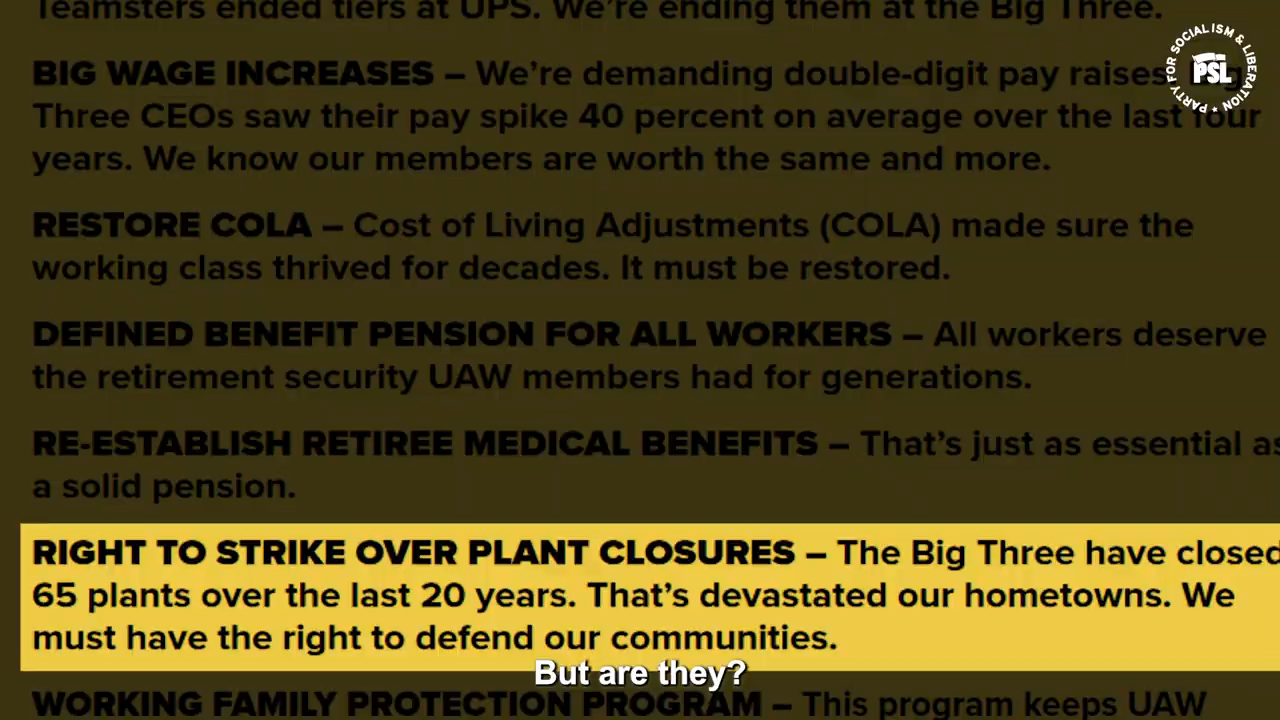 Teamsters ended tiers at UPS. We're ending them at the Big Three.
BIG WAGE INCREASES – We're demanding double-digit pay raises.
Three CEOs saw their pay spike 40 percent on average over the last four
years. We know our members are worth the same and more.
RESTORE COLA – Cost of Living Adjustments (COLA) made sure the
working class thrived for decades. It must be restored.
DEFINED BENEFIT PENSION FOR ALL WORKERS – All workers deserve
the retirement security UAW members had for generations.
RE-ESTABLISH RETIREE MEDICAL BENEFITS – That's just as essential as
a solid pension.
RIGHT TO STRIKE OVER PLANT CLOSURES – The Big Three have closed
65 plants over the last 20 years. That's devastated our hometowns. We
must have the right to defend our communities.
But are they?
WORKING FAMILY PROTECTION PROGRAM – This program keeps UAW
PARTY FOR SOCIALISM & LIBERATION
PSL